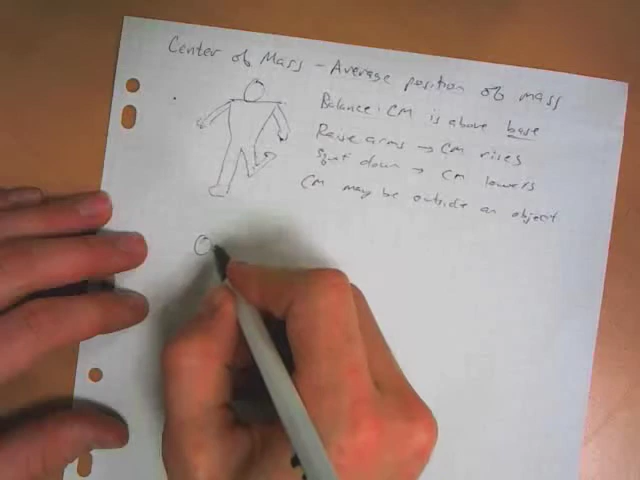 Center of Mass - Average position of mass
Balance: CM is above base
Raise arms → CM rises
Squat down → CM lowers
CM may be outside an object